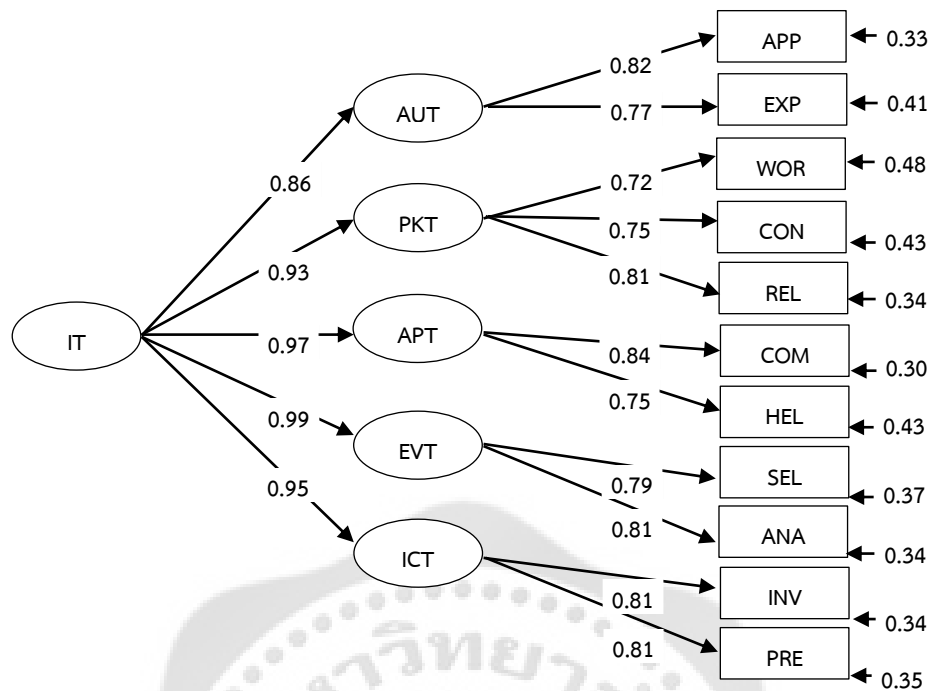 APP
0.33
0.82
AUT
EXP
0.41
0.77
WOR
0.48
0.86
0.72
PKT
CON
0.43
0.75
0.93
0.81
REL
0.34
IT
APT
0.97
0.84
COM
0.30
0.75
HEL
0.43
0.99
EVT
SEL
0.37
0.79
0.95
0.81
ANA
0.34
ICT
INV
0.81
0.34
0.81
PRE
0.35